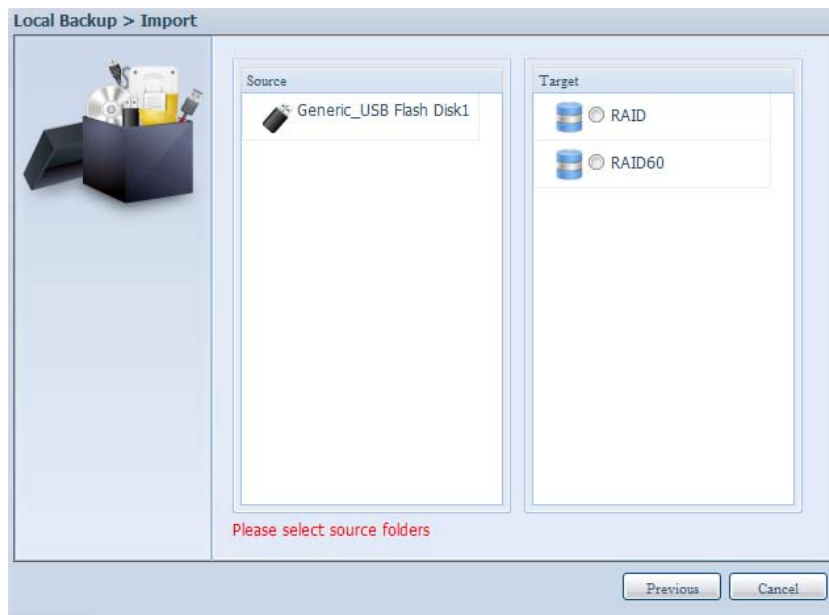 Local Backup > Import
Source
Generic_USB Flash Disk1
Target
RAID
RAID60
Please select source folders
Previous
Cancel